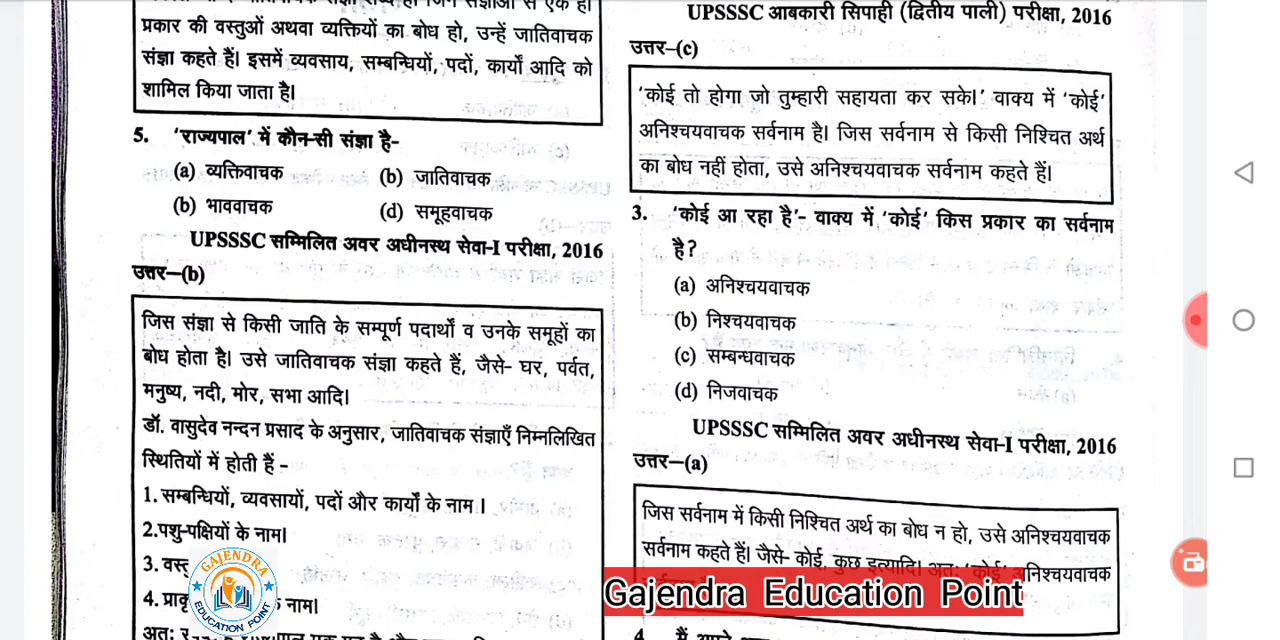 प्रकार की वस्तुओं अथवा व्यक्तियों का बोध हो, उन्हें जातिवाचक
संज्ञा कहते हैं। इसमें व्यवसाय, सम्बन्धियों, पदों, कार्यों आदि को
शामिल किया जाता है।
5. 'राज्यपाल' में कौन-सी संज्ञा है-
(a) व्यक्तिवाचक (b) जातिवाचक
(b) भाववाचक (d) समूहवाचक
UPSSSC सम्मिलित अवर अधीनस्थ सेवा-I परीक्षा, 2016
उत्तर–(b)
जिस संज्ञा से किसी जाति के सम्पूर्ण पदार्थों व उनके समूहों का
बोध होता है। उसे जातिवाचक संज्ञा कहते हैं, जैसे- घर, पर्वत,
मनुष्य, नदी, मोर, सभा आदि।
डॉ. वासुदेव नन्दन प्रसाद के अनुसार, जातिवाचक संज्ञाएँ निम्नलिखित
स्थितियों में होती हैं -
1. सम्बन्धियों, व्यवसायों, पदों और कार्यों के नाम ।
2.पशु-पक्षियों के नाम।
3.
4. नाम।
अतः
UPSSSC आबकारी सिपाही (द्वितीय पाली) परीक्षा, 2016
उत्तर–(c)
'कोई तो होगा जो तुम्हारी सहायता कर सके।' वाक्य में 'कोई'
अनिश्चयवाचक सर्वनाम है। जिस सर्वनाम से किसी निश्चित अर्थ
का बोध नहीं होता, उसे अनिश्चयवाचक सर्वनाम कहते हैं।
3. 'कोई आ रहा है'- वाक्य में 'कोई' किस प्रकार का सर्वनाम
है?
(a) अनिश्चयवाचक
(b) निश्चयवाचक
(c) सम्बन्धवाचक
(d) निजवाचक
UPSSSC सम्मिलित अवर अधीनस्थ सेवा-I परीक्षा, 2016
उत्तर–(a)
जिस सर्वनाम में किसी निश्चित अर्थ का बोध न हो, उसे अनिश्चयवाचक
सर्वनाम कहते हैं। जैसे- कोई, कुछ इत्यादि। अतः 'कोई' अनिश्चयवाचक
4.
GAJENDRA
EDUCATION POINT
Gajendra Education Point